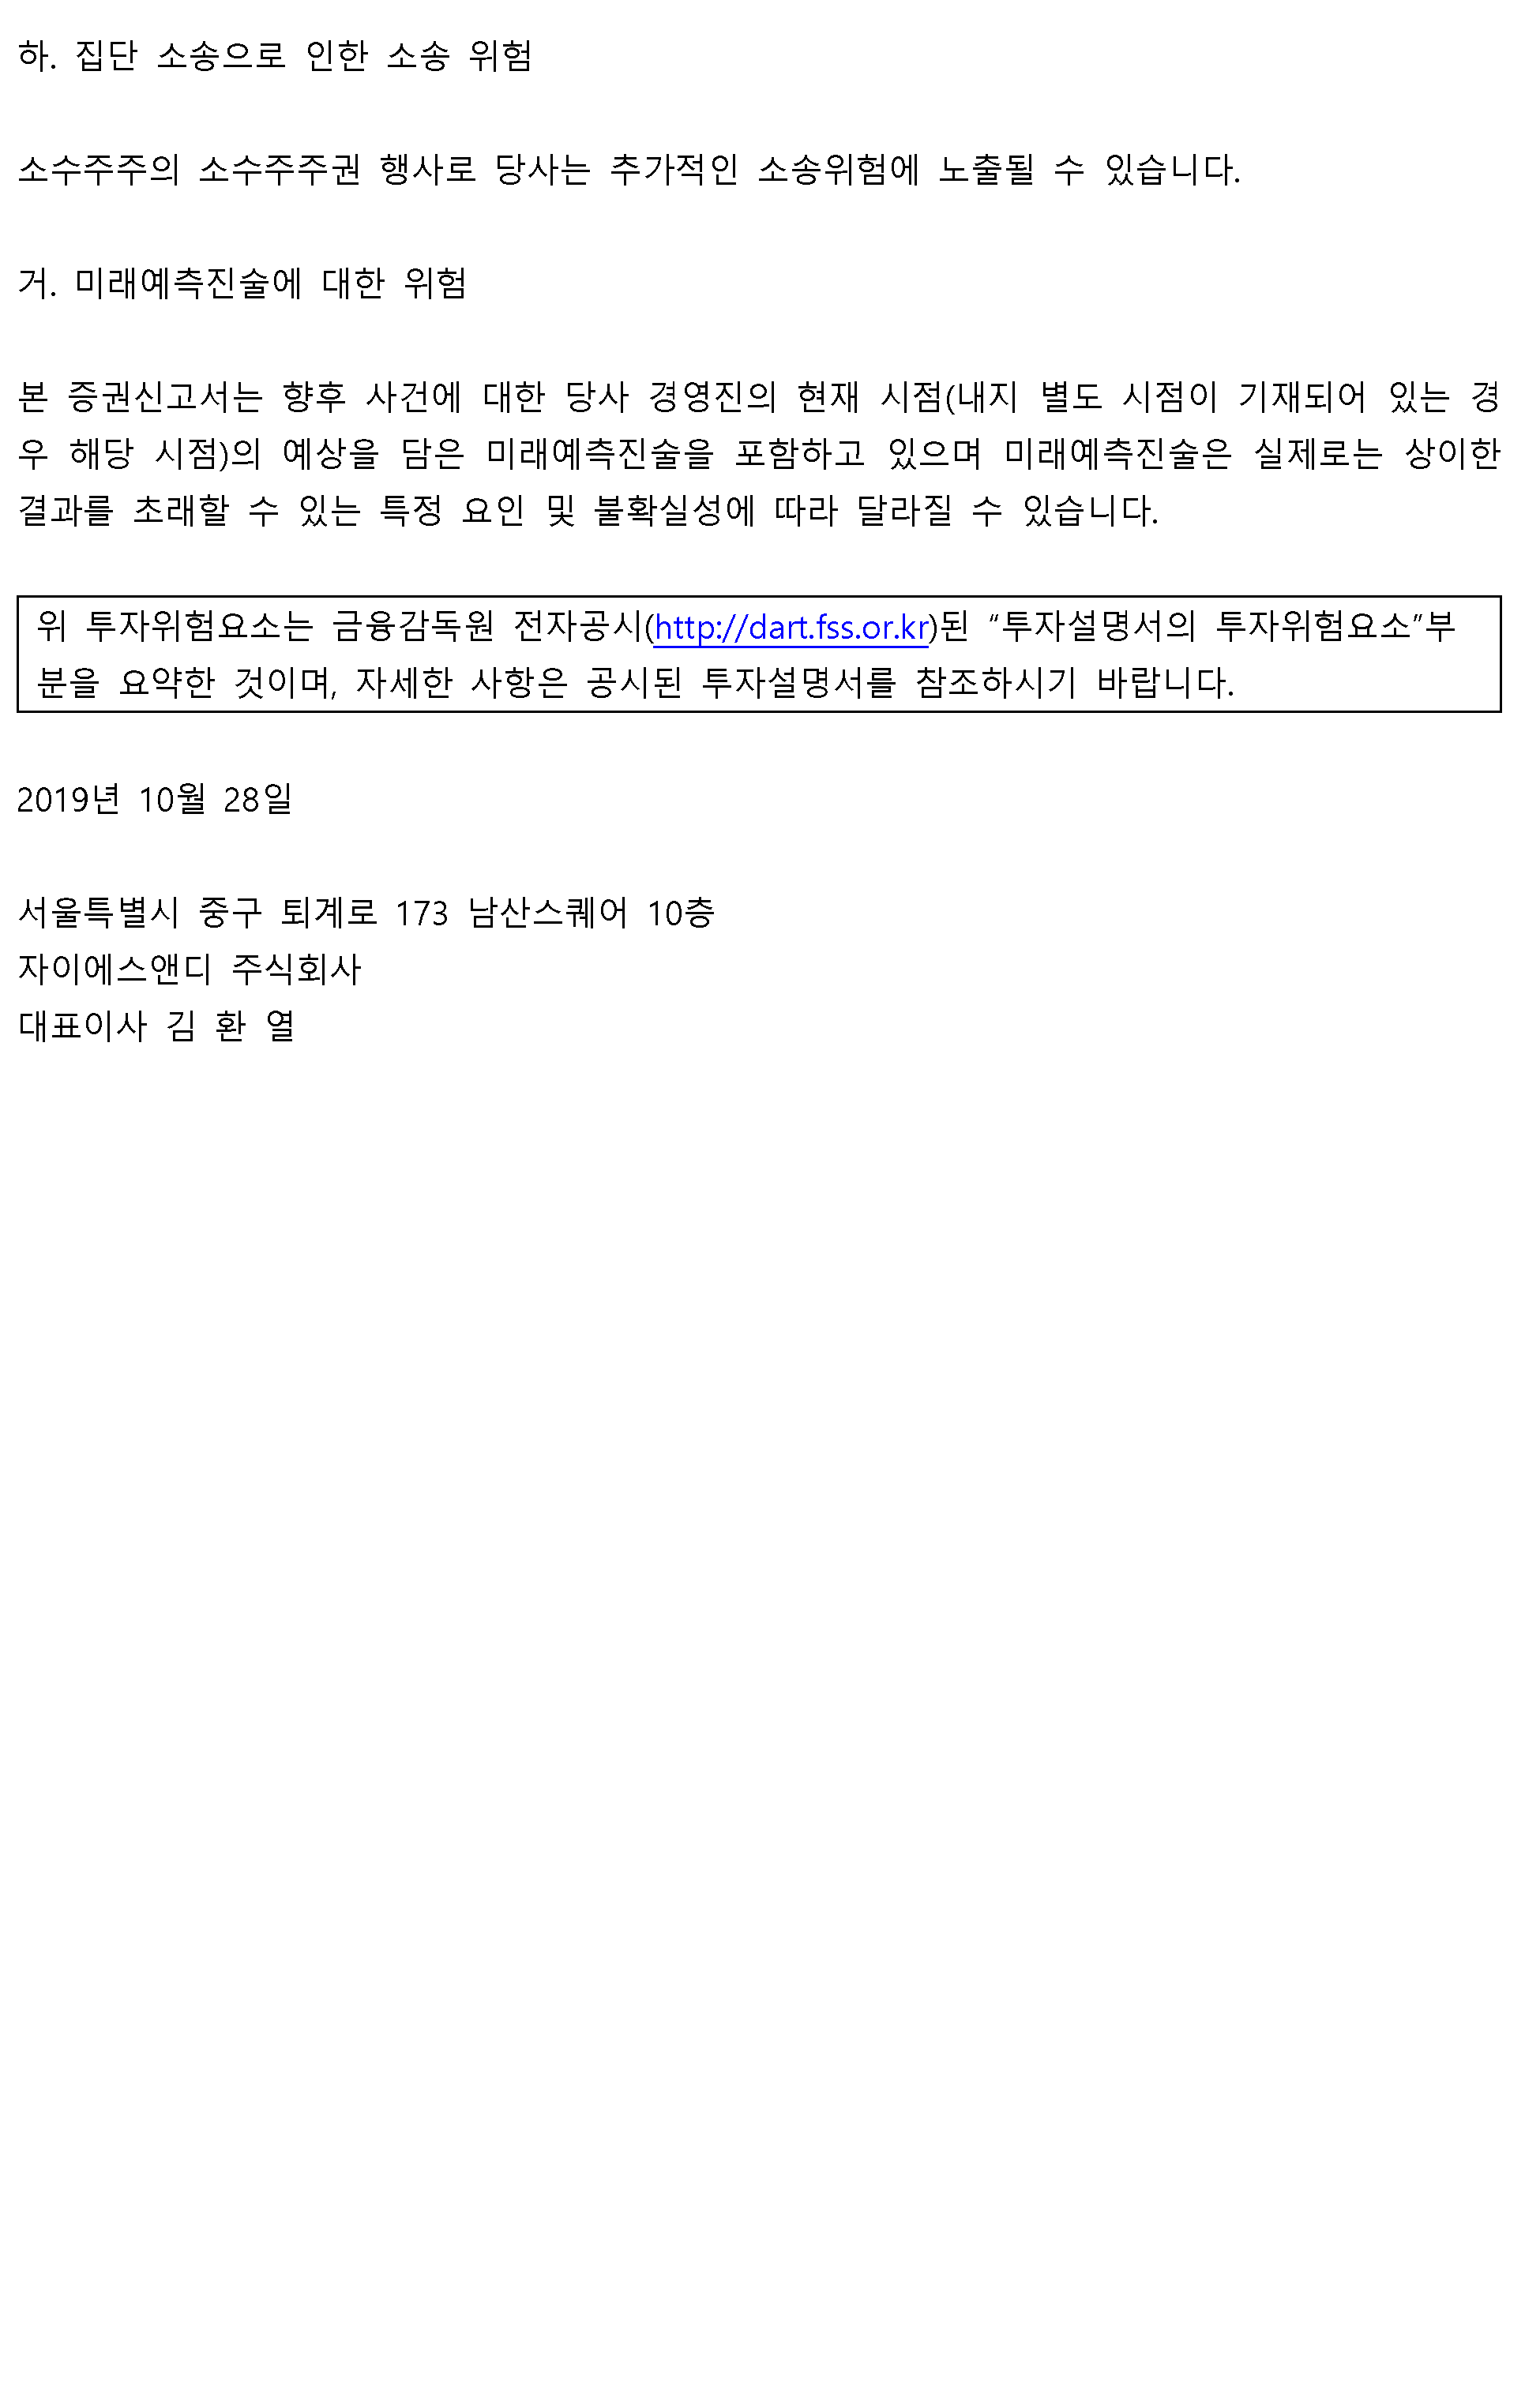 하. 집단 소송으로 인한 소송 위험
소수주주의 소수주주권 행사로 당사는 추가적인 소송위험에 노출될 수 있습니다.
거. 미래예측진술에 대한 위험
본 증권신고서는 향후 사건에 대한 당사 경영진의 현재 시점(내지 별도 시점이 기재되어 있는 경
우 해당 시점)의 예상을 담은 미래예측진술을 포함하고 있으며 미래예측진술은 실제로는 상이한
결과를 초래할 수 있는 특정 요인 및 불확실성에 따라 달라질 수 있습니다.
위 투자위험요소는 금융감독원 전자공시(http://dart.fss.or.kr)된 “투자설명서의 투자위험요소”부
분을 요약한 것이며, 자세한 사항은 공시된 투자설명서를 참조하시기 바랍니다.
2019년 10월 28일
서울특별시 중구 퇴계로 173 남산스퀘어 10층
자이에스앤디 주식회사
대표이사 김 환 열